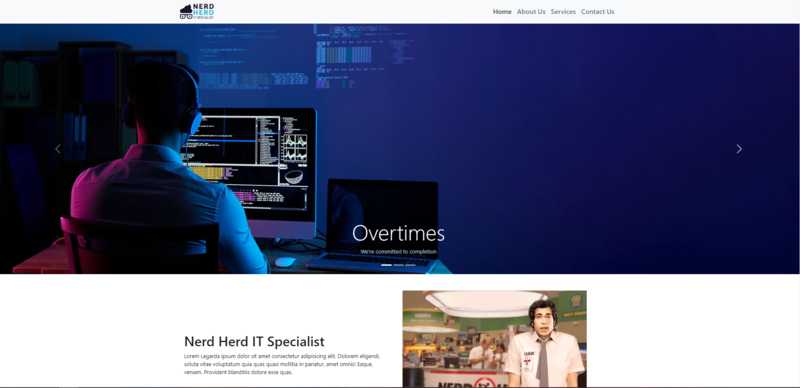 NERD
HERD
IT SPECIALIST
Home About Us Services Contact Us
Overtimes
We're committed to completion
Nerd Herd IT Specialist
Lorem Legarda ipsum dolor sit amet consectetur adipisicing elit. Dolorem eligendi,
soluta vitae voluptatum quia quas quasi mollitia in pariatur, amet omnis! Eaque,
veniam. Provident blanditiis dolore esse quas.
NERD